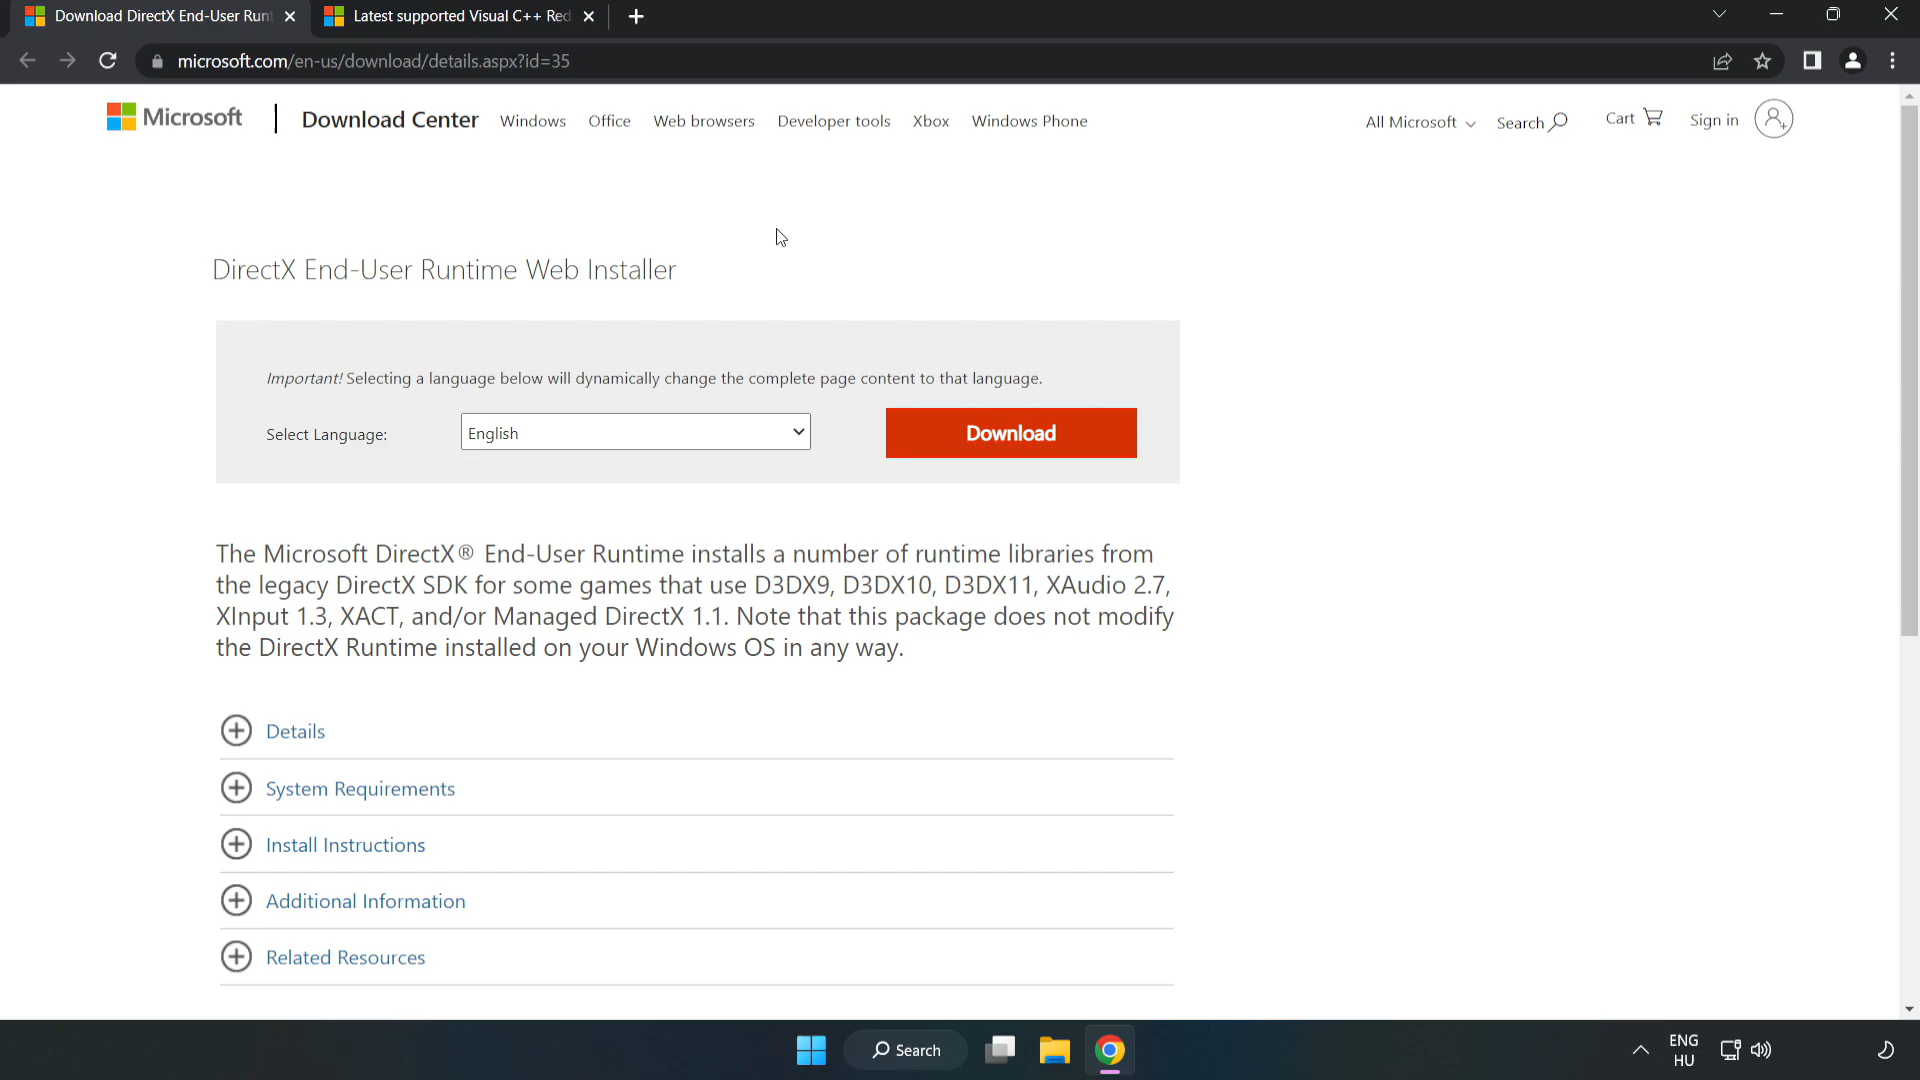 Download DirectX End-User Runt
Latest supported Visual C++ Red
microsoft.com/en-us/download/details.aspx?id=35
Microsoft
Download Center
Windows
Office
Web browsers
Developer tools
Xbox
Windows Phone
All Microsoft
Search
Cart
Sign in
DirectX End-User Runtime Web Installer
Important! Selecting a language below will dynamically change the complete page content to that language.
Select Language:
English
Download
The Microsoft DirectX® End-User Runtime installs a number of runtime libraries from
the legacy DirectX SDK for some games that use D3DX9, D3DX10, D3DX11, XAudio 2.7,
XInput 1.3, XACT, and/or Managed DirectX 1.1. Note that this package does not modify
the DirectX Runtime installed on your Windows OS in any way.
Details
System Requirements
Install Instructions
Additional Information
Related Resources
Search
ENG
HU